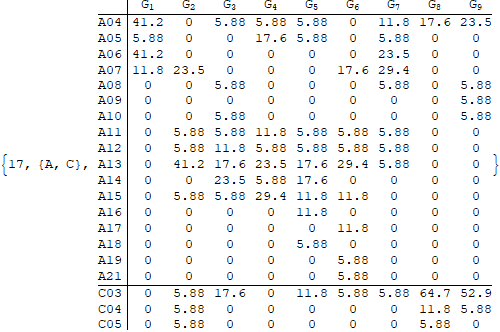 G1 G2 G3 G4 G5 G6 G7 G8 G9
A04 41.2 0 5.88 5.88 5.88 0 11.8 17.6 23.5
A05 5.88 0 0 17.6 5.88 0 5.88 0 0
A06 41.2 0 0 0 0 0 23.5 0 0
A07 11.8 23.5 0 0 0 17.6 29.4 0 0
A08 0 0 5.88 0 0 0 5.88 0 5.88
A09 0 0 0 0 0 0 0 0 5.88
A10 0 0 5.88 0 0 0 0 0 5.88
A11 0 5.88 5.88 11.8 5.88 5.88 5.88 0 0
A12 0 5.88 11.8 5.88 5.88 5.88 5.88 0 0
{17, {A, C}, A13 0 41.2 17.6 23.5 17.6 29.4 5.88 0 0 }
A14 0 0 23.5 5.88 17.6 0 0 0 0
A15 0 5.88 5.88 29.4 11.8 11.8 0 0 0
A16 0 0 0 0 11.8 0 0 0 0
A17 0 0 0 0 0 11.8 0 0 0
A18 0 0 0 0 5.88 0 0 0 0
A19 0 0 0 0 0 5.88 0 0 0
A21 0 0 0 0 0 5.88 0 0 0
C03 0 5.88 17.6 0 11.8 5.88 5.88 64.7 52.9
C04 0 5.88 0 0 0 0 0 11.8 5.88
C05 0 5.88 0 0 0 0 0 5.88 0